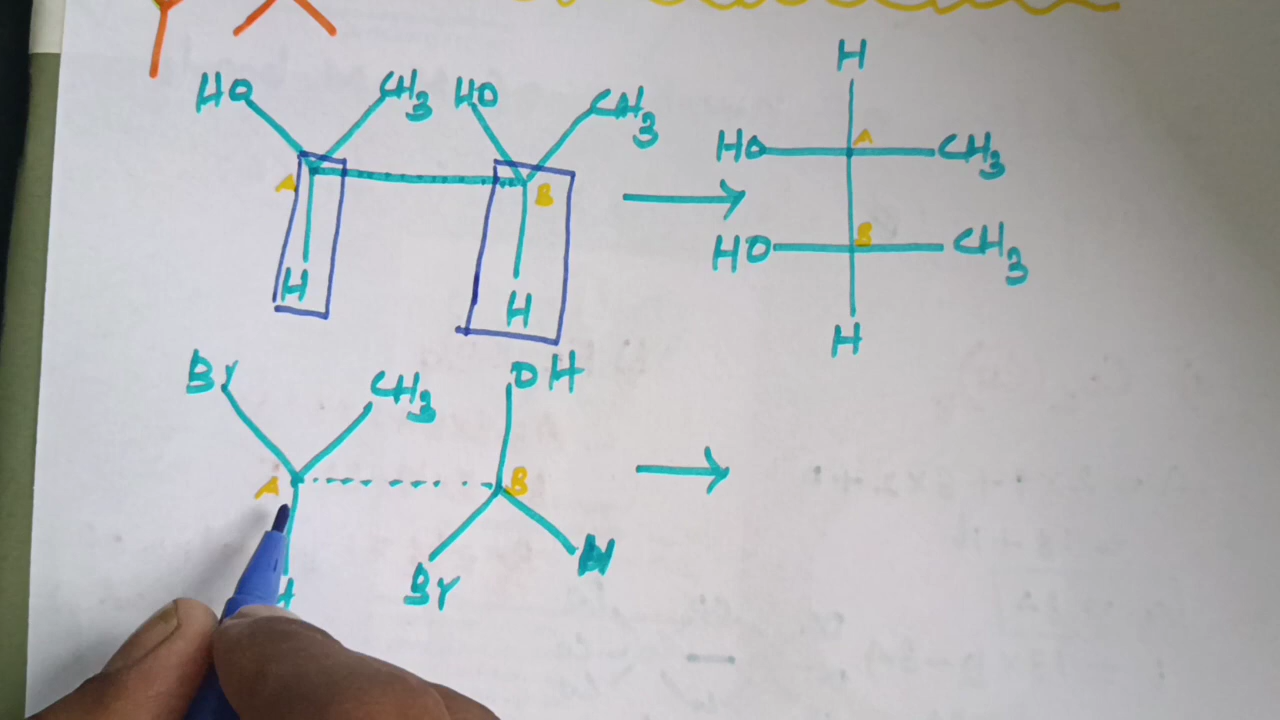 H
HO CH3 HO CH3
HO A CH3
A B
HO B CH3
H H
H
Br CH3 OH
A B
H Br H